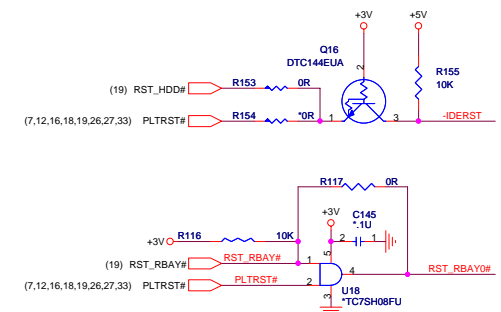 +3V +5V
Q16
DTC144EUA
2
R155
10K
R153 0R
(19) RST_HDD#
R154 *0R
(7,12,16,18,19,26,27,33) PLTRST# 1 3 -IDERST
R117 0R
+3V C145
*.1U
2 1
+3V R116 10K
5
(19) RST_RBAY# RST_RBAY# 1
4 RST_RBAY0#
(7,12,16,18,19,26,27,33) PLTRST# PLTRST# 2
3
U18
*TC7SH08FU